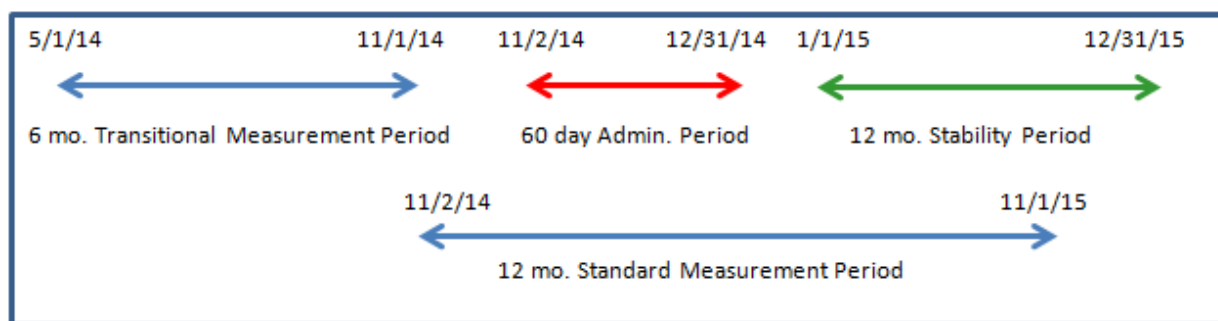 5/1/14 11/1/14 11/2/14 12/31/14 1/1/15 12/31/15
6 mo. Transitional Measurement Period 60 day Admin. Period 12 mo. Stability Period
11/2/14 11/1/15
12 mo. Standard Measurement Period